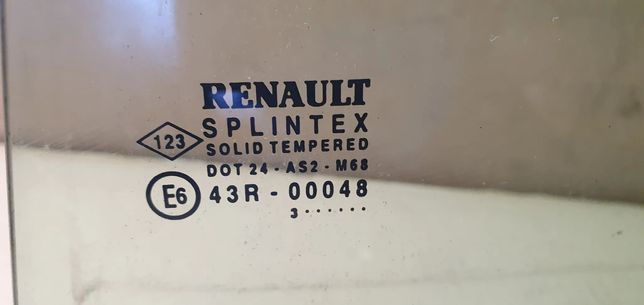 RENAULT
SPLINTEX
123
SOLID TEMPERED
DOT 24 - AS2 - M68
E6 43R - 00048
3 · · · · · ·